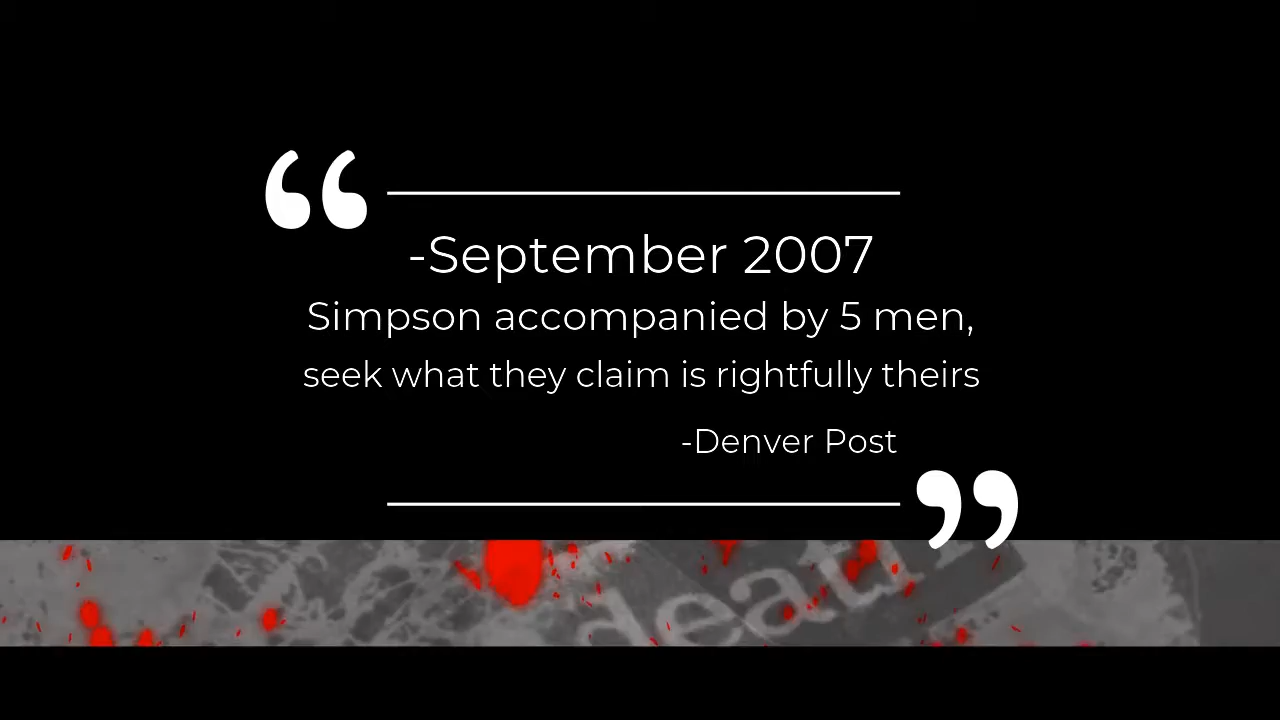 “
-September 2007
Simpson accompanied by 5 men,
seek what they claim is rightfully theirs
-Denver Post
”